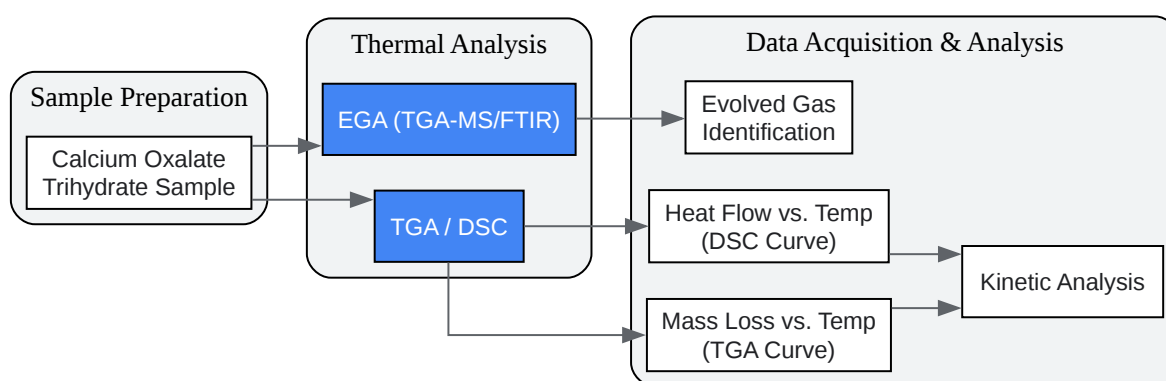 Sample Preparation
Calcium Oxalate
Trihydrate Sample
Thermal Analysis
EGA (TGA-MS/FTIR)
TGA / DSC
Data Acquisition & Analysis
Evolved Gas
Identification
Heat Flow vs. Temp
(DSC Curve)
Mass Loss vs. Temp
(TGA Curve)
Kinetic Analysis